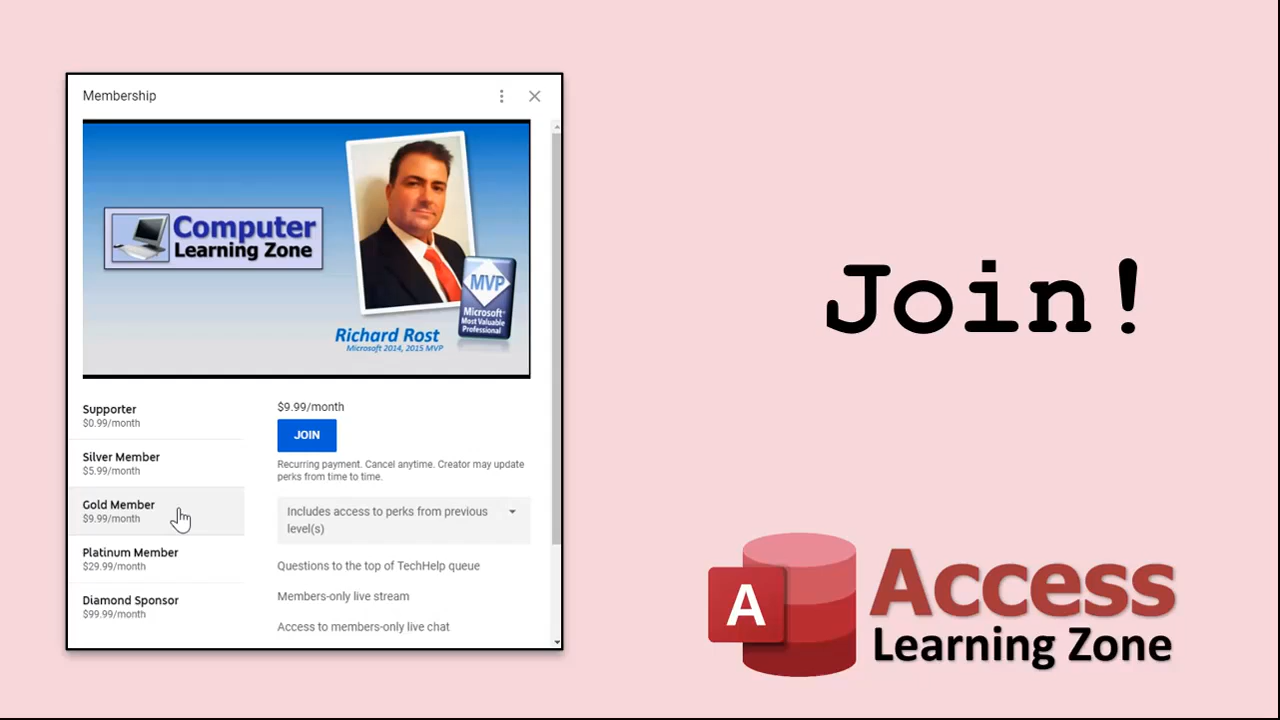 Membership
Computer
Learning Zone
MVP
Microsoft®
Most Valuable
Professional
Richard Rost
Microsoft 2014, 2015 MVP
Supporter
$0.99/month
Silver Member
$5.99/month
Gold Member
$9.99/month
Platinum Member
$29.99/month
Diamond Sponsor
$99.99/month
$9.99/month
JOIN
Recurring payment. Cancel anytime. Creator may update
perks from time to time.
Includes access to perks from previous
level(s)
Questions to the top of TechHelp queue
Members-only live stream
Access to members-only live chat
Join!
A
Access
Learning Zone